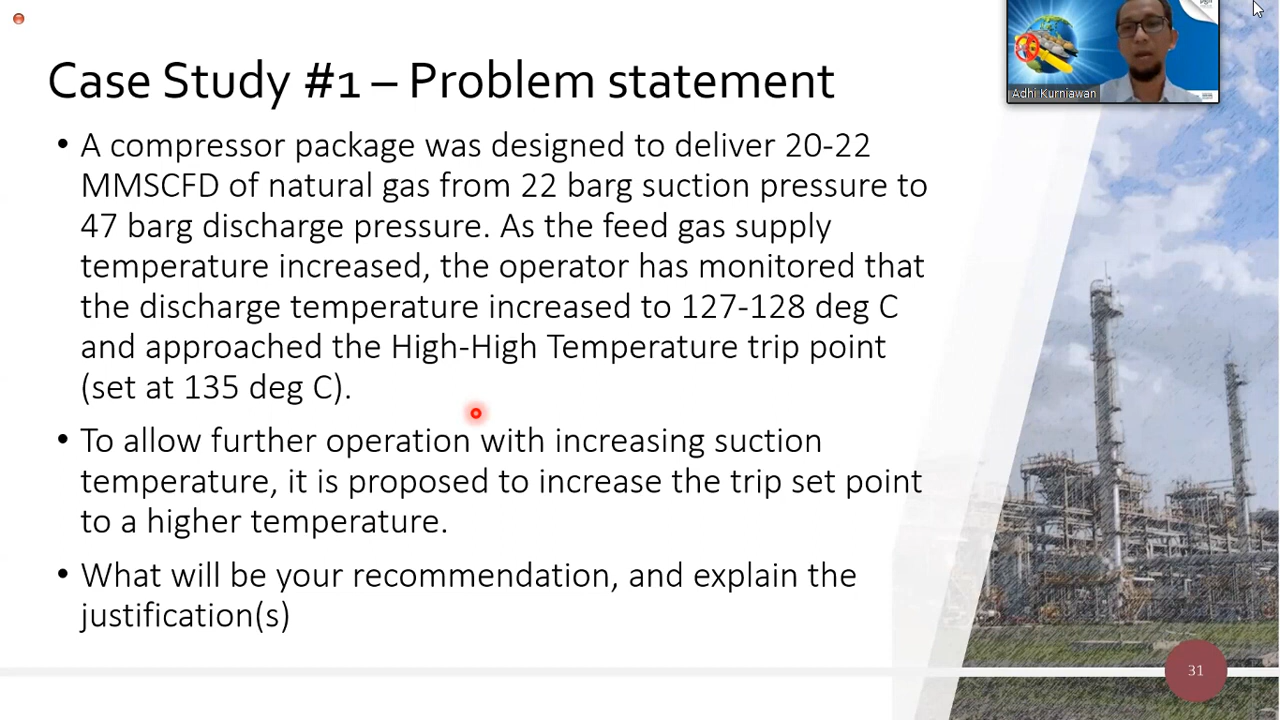 Case Study #1 – Problem statement
Adhi Kurniawan
• A compressor package was designed to deliver 20-22
MMSCFD of natural gas from 22 barg suction pressure to
47 barg discharge pressure. As the feed gas supply
temperature increased, the operator has monitored that
the discharge temperature increased to 127-128 deg C
and approached the High-High Temperature trip point
(set at 135 deg C).
• To allow further operation with increasing suction
temperature, it is proposed to increase the trip set point
to a higher temperature.
• What will be your recommendation, and explain the
justification(s)
31